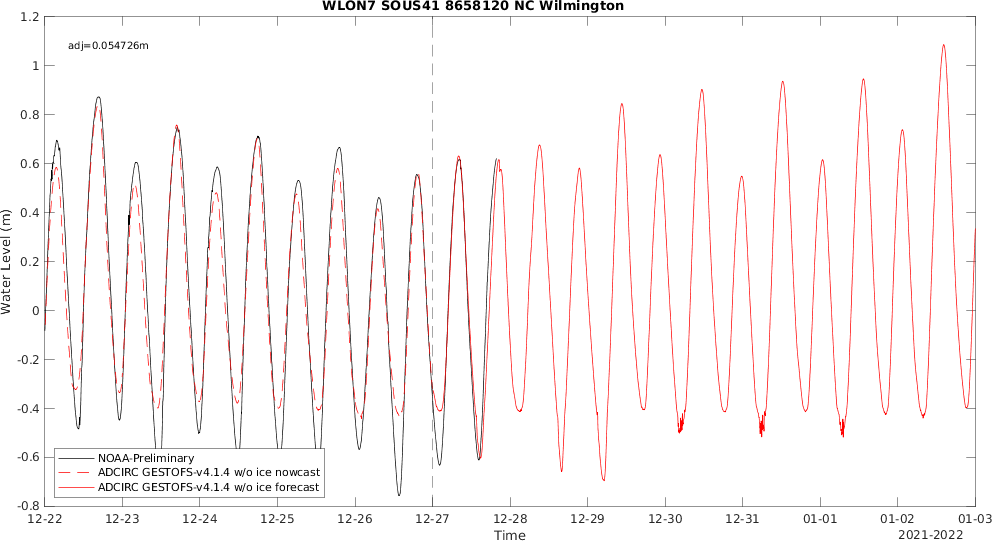 WLON7 SOUS41 8658120 NC Wilmington
adj=0.054726m
Water Level (m)
1.2
1
0.8
0.6
0.4
0.2
0
-0.2
-0.4
-0.6
-0.8
NOAA-Preliminary
ADCIRC GESTOFS-v4.1.4 w/o ice nowcast
ADCIRC GESTOFS-v4.1.4 w/o ice forecast
12-22 12-23 12-24 12-25 12-26 12-27 12-28 12-29 12-30 12-31 01-01 01-02 01-03
Time
2021-2022